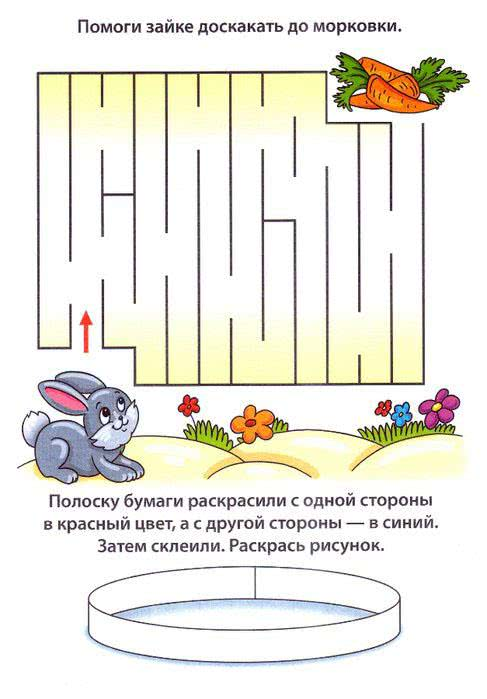 Помоги зайке доскакать до морковки.
Полоску бумаги раскрасили с одной стороны
в красный цвет, а с другой стороны — в синий.
Затем склеили. Раскрась рисунок.